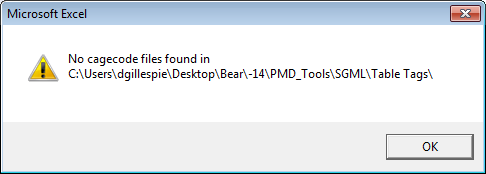 Microsoft Excel
No cagecode files found in
C:\Users\dgillespie\Desktop\Bear\-14\PMD_Tools\SGML\Table Tags\
OK